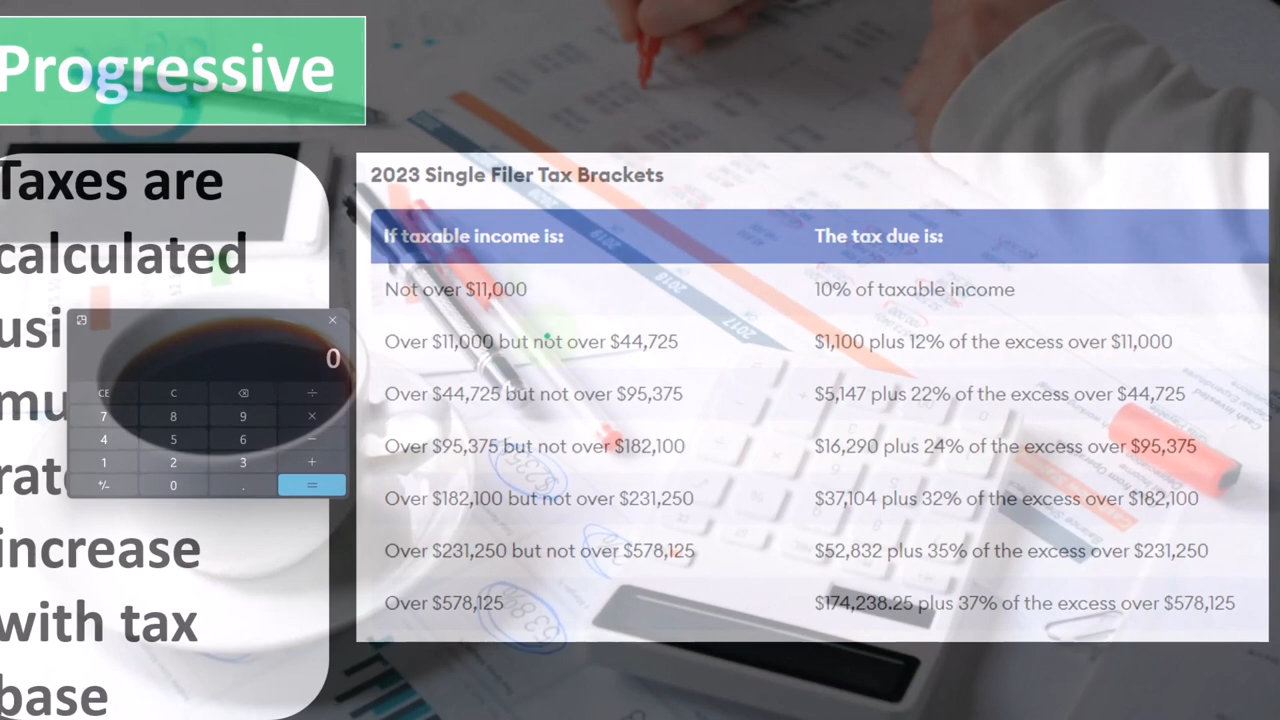 Progressive
Taxes are
calculated
usi
mu
rat
increase
with tax
base
0
CE C ⌫ ÷
7 8 9 ×
4 5 6 −
1 2 3 +
+/- 0 . =
2023 Single Filer Tax Brackets
If taxable income is: The tax due is:
Not over $11,000 10% of taxable income
Over $11,000 but not over $44,725 $1,100 plus 12% of the excess over $11,000
Over $44,725 but not over $95,375 $5,147 plus 22% of the excess over $44,725
Over $95,375 but not over $182,100 $16,290 plus 24% of the excess over $95,375
Over $182,100 but not over $231,250 $37,104 plus 32% of the excess over $182,100
Over $231,250 but not over $578,125 $52,832 plus 35% of the excess over $231,250
Over $578,125 $174,238.25 plus 37% of the excess over $578,125
2019
2018
2017